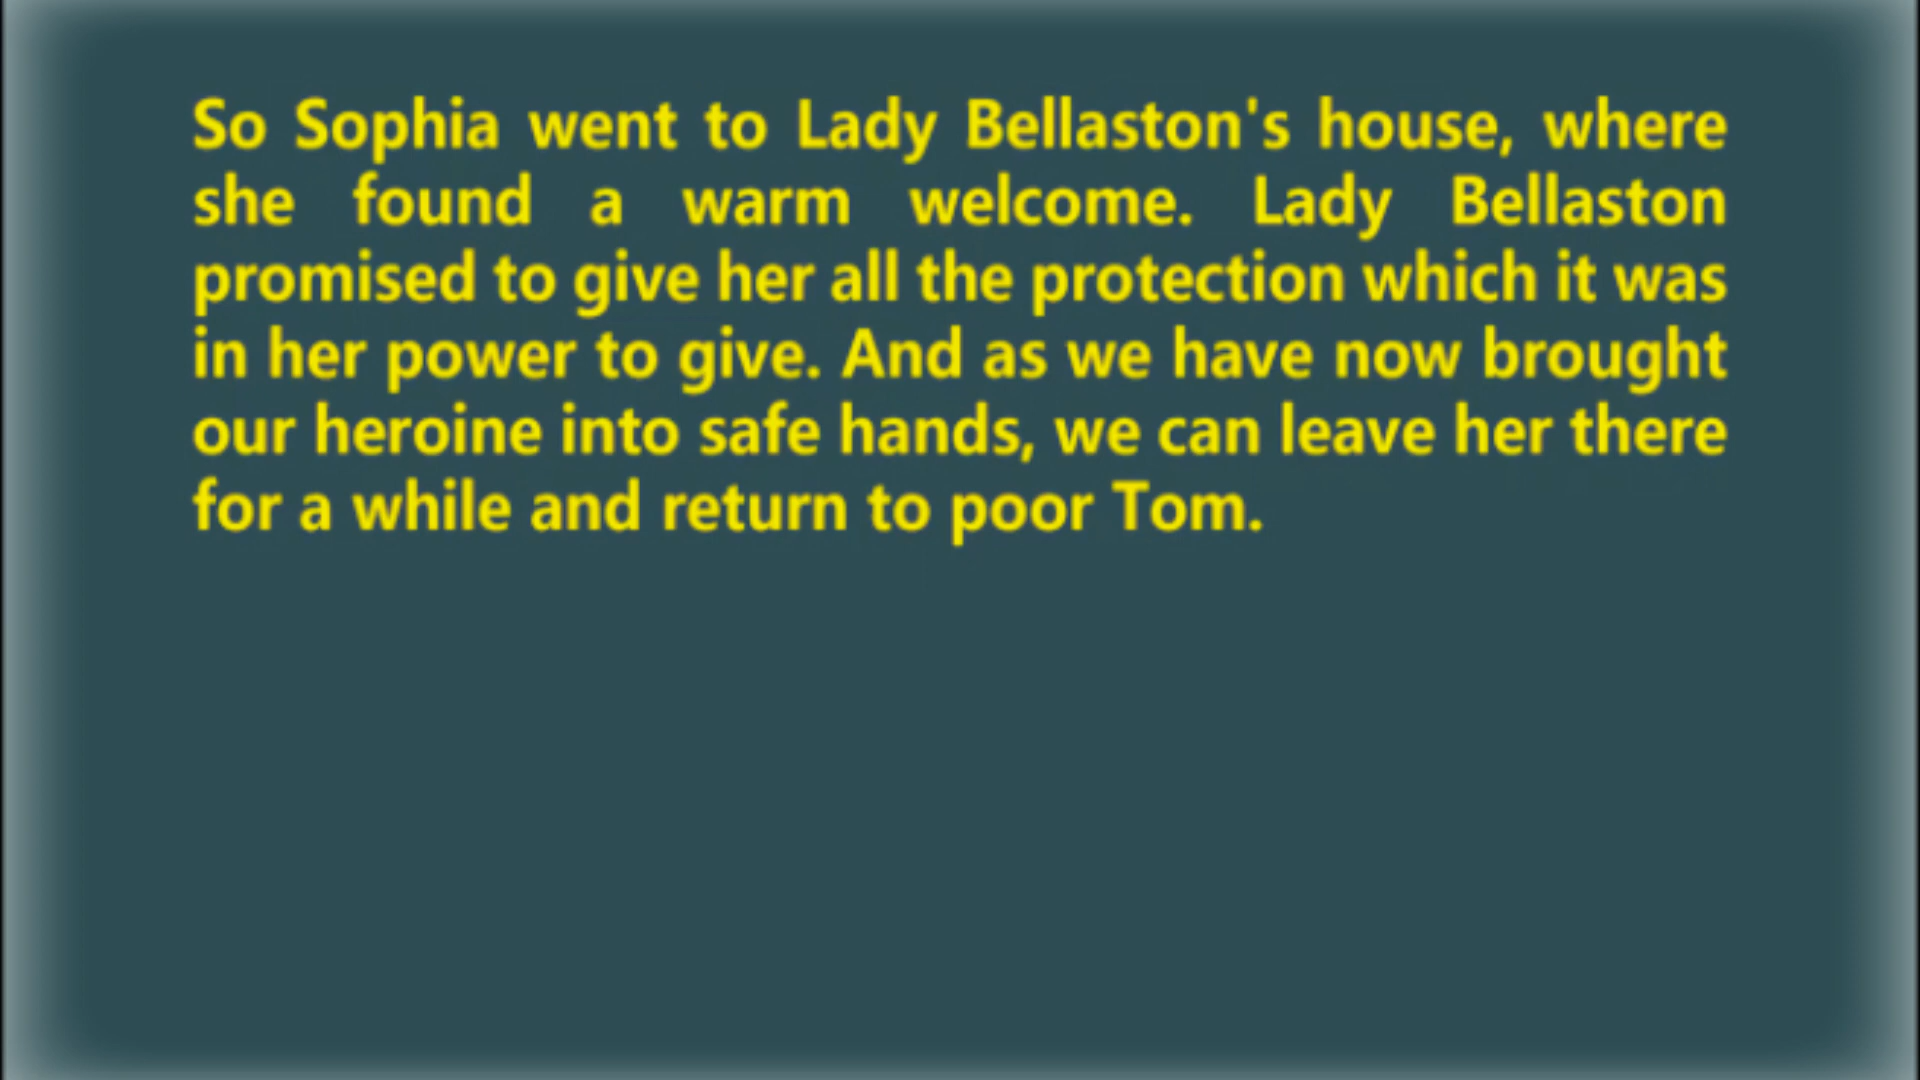 So Sophia went to Lady Bellaston's house, where
she found a warm welcome. Lady Bellaston
promised to give her all the protection which it was
in her power to give. And as we have now brought
our heroine into safe hands, we can leave her there
for a while and return to poor Tom.